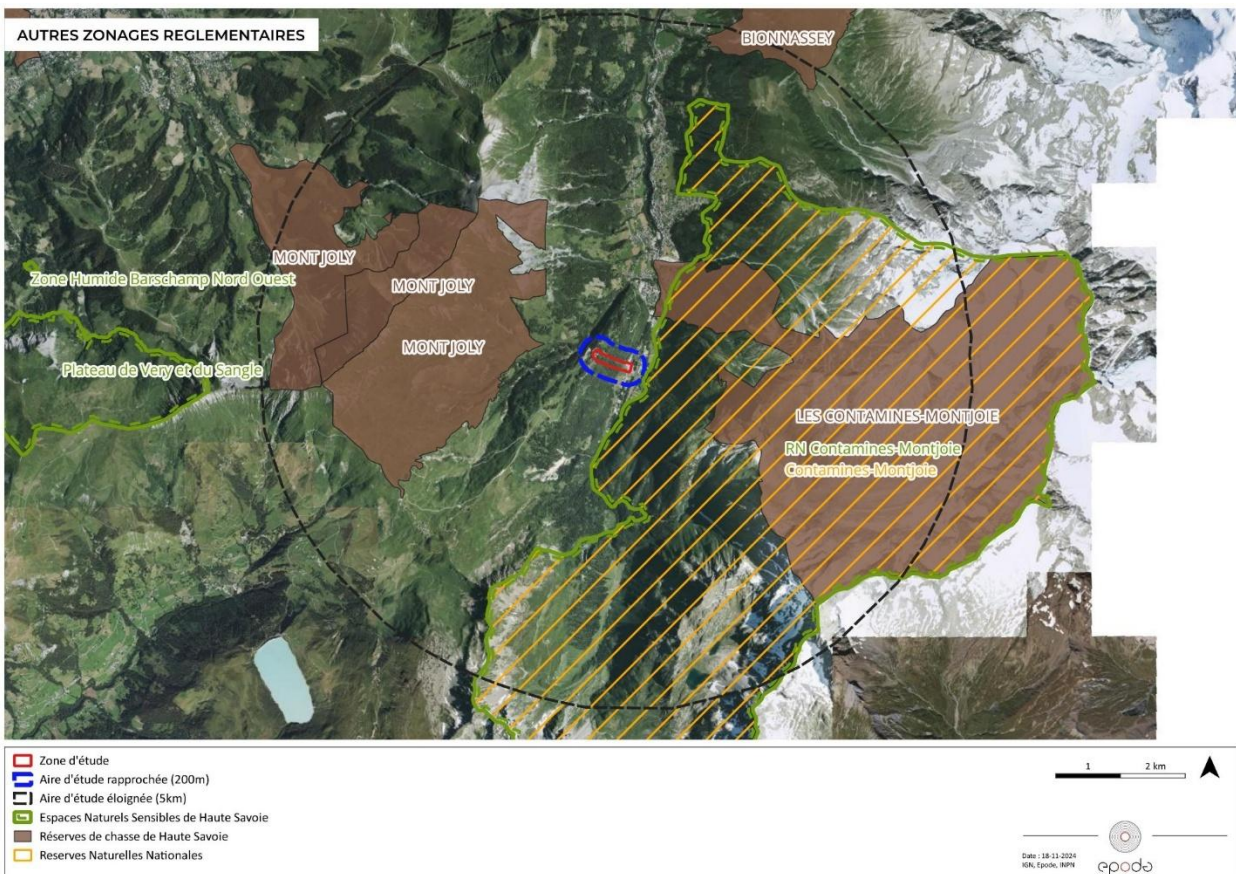 AUTRES ZONAGES REGLEMENTAIRES
BIONNASSEY
MONT JOLY
Zone Humide Barschamp Nord Ouest
MONT JOLY
MONT JOLY
Plateau de Very et du Sangle
LES CONTAMINES-MONTJOIE
RN Contamines-Montjoie
Contamines-Montjoie
Zone d'étude
Aire d'étude rapprochée (200m)
Aire d'étude éloignée (5km)
Espaces Naturels Sensibles de Haute Savoie
Réserves de chasse de Haute Savoie
Reserves Naturelles Nationales
1 2 km
Date : 18-11-2024
IGN, Epode, INPN
epode